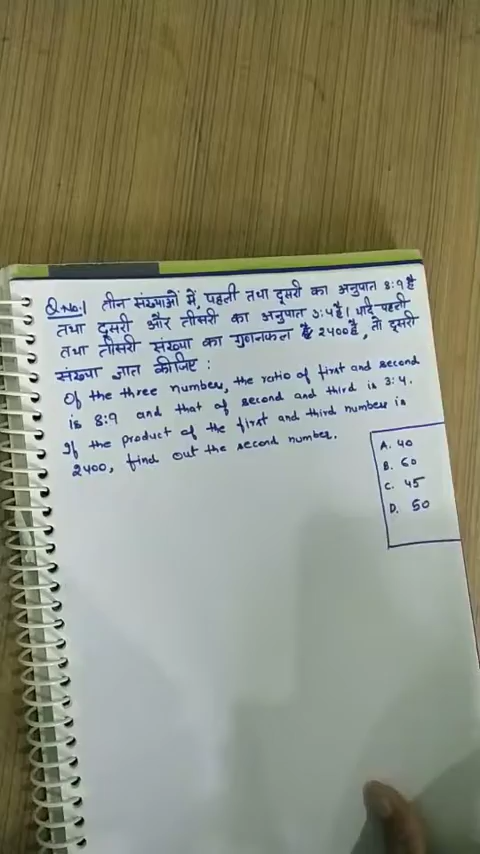 Q.No.1 तीन संख्याओं में, पहली तथा दूसरी का अनुपात 8:9 है
तथा दूसरी और तीसरी का अनुपात 3:4 है। यदि पहली
तथा तीसरी संख्या का गुणनफल है 2400 है, तो दूसरी
संख्या ज्ञात कीजिए :
Of the three number, the ratio of first and second
is 8:9 and that of second and third is 3:4.
If the product of the first and third number is
2400, find out the second number.
A. 40
B. 60
C. 45
D. 50